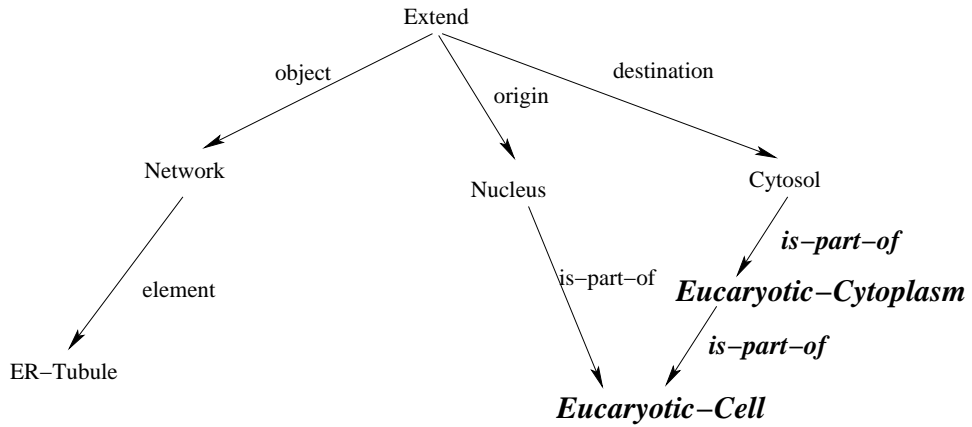 Extend
object
origin
destination
Network
Nucleus
Cytosol
is−part−of
element
is−part−of
Eucaryotic−Cytoplasm
is−part−of
ER−Tubule
Eucaryotic−Cell